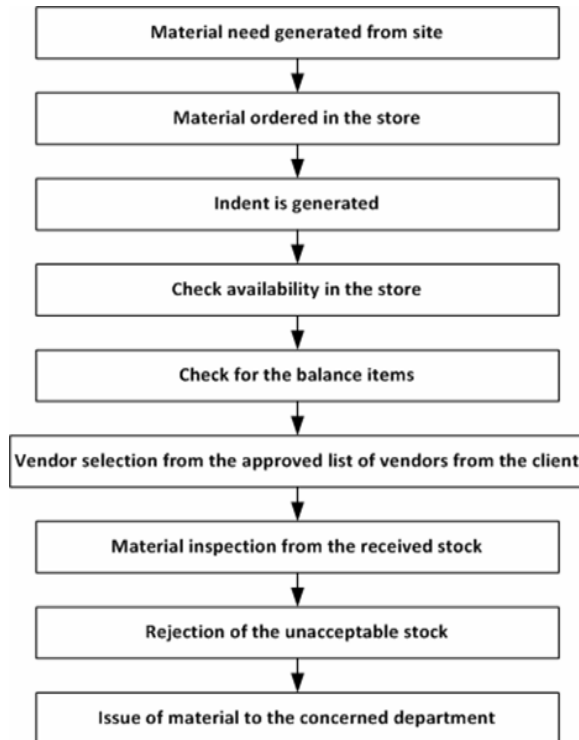 Material need generated from site
Material ordered in the store
Indent is generated
Check availability in the store
Check for the balance items
Vendor selection from the approved list of vendors from the client
Material inspection from the received stock
Rejection of the unacceptable stock
Issue of material to the concerned department